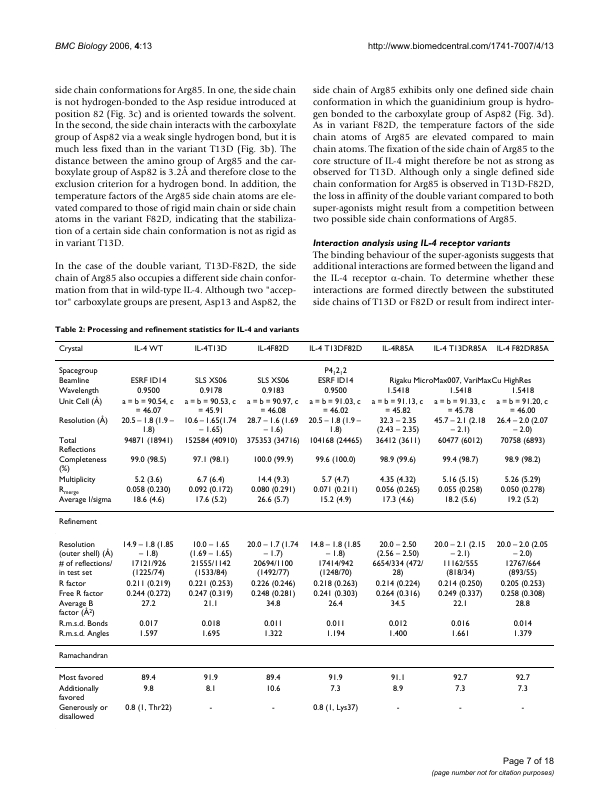 BMC Biology 2006, 4:13
http://www.biomedcentral.com/1741-7007/4/13
side chain conformations for Arg85. In one, the side chain
is not hydrogen-bonded to the Asp residue introduced at
position 82 (Fig. 3c) and is oriented towards the solvent.
In the second, the side chain interacts with the carboxylate
group of Asp82 via a weak single hydrogen bond, but it is
much less fixed than in the variant T13D (Fig. 3b). The
distance between the amino group of Arg85 and the car-
boxylate group of Asp82 is 3.2Å and therefore close to the
exclusion criterion for a hydrogen bond. In addition, the
temperature factors of the Arg85 side chain atoms are ele-
vated compared to those of rigid main chain or side chain
atoms in the variant F82D, indicating that the stabiliza-
tion of a certain side chain conformation is not as rigid as
in variant T13D.
In the case of the double variant, T13D-F82D, the side
chain of Arg85 also occupies a different side chain confor-
mation from that in wild-type IL-4. Although two "accep-
tor" carboxylate groups are present, Asp13 and Asp82, the
side chain of Arg85 exhibits only one defined side chain
conformation in which the guanidinium group is hydro-
gen bonded to the carboxylate group of Asp82 (Fig. 3d).
As in variant F82D, the temperature factors of the side
chain atoms of Arg85 are elevated compared to main
chain atoms. The fixation of the side chain of Arg85 to the
core structure of IL-4 might therefore be not as strong as
observed for T13D. Although only a single defined side
chain conformation for Arg85 is observed in T13D-F82D,
the loss in affinity of the double variant compared to both
super-agonists might result from a competition between
two possible side chain conformations of Arg85.
Interaction analysis using IL-4 receptor variants
The binding behaviour of the super-agonists suggests that
additional interactions are formed between the ligand and
the IL-4 receptor α-chain. To determine whether these
interactions are formed directly between the substituted
side chains of T13D or F82D or result from indirect inter-
Table 2: Processing and refinement statistics for IL-4 and variants
Crystal IL-4 WT IL-4T13D IL-4F82D IL-4 T13DF82D IL-4R85A IL-4 T13DR85A IL-4 F82DR85A
Spacegroup P4₁2₁2
Beamline ESRF ID14 SLS XS06 SLS XS06 ESRF ID14 Rigaku MicroMax007, VariMaxCu HighRes
Wavelength 0.9500 0.9178 0.9183 0.9500 1.5418 1.5418 1.5418
Unit Cell (Å) a = b = 90.54, c a = b = 90.53, c a = b = 90.97, c a = b = 91.03, c a = b = 91.13, c a = b = 91.33, c a = b = 91.20, c
= 46.07 = 45.91 = 46.08 = 46.02 = 45.82 = 45.78 = 46.00
Resolution (Å) 20.5 – 1.8 (1.9 – 10.6 – 1.65(1.74 28.7 – 1.6 (1.69 20.5 – 1.8 (1.9 – 32.3 – 2.35 45.7 – 2.1 (2.18 26.4 – 2.0 (2.07
1.8) – 1.65) – 1.6) 1.8) (2.43 – 2.35) – 2.1) – 2.0)
Total 94871 (18941) 152584 (40910) 375353 (34716) 104168 (24465) 36412 (3611) 60477 (6012) 70758 (6893)
Reflections
Completeness 99.0 (98.5) 97.1 (98.1) 100.0 (99.9) 99.6 (100.0) 98.9 (99.6) 99.4 (98.7) 98.9 (98.2)
(%)
Multiplicity 5.2 (3.6) 6.7 (6.4) 14.4 (9.3) 5.7 (4.7) 4.35 (4.32) 5.16 (5.15) 5.26 (5.29)
Rmerge 0.058 (0.230) 0.092 (0.172) 0.080 (0.291) 0.071 (0.211) 0.056 (0.265) 0.055 (0.258) 0.050 (0.278)
Average I/sigma 18.6 (4.6) 17.6 (5.2) 26.6 (5.7) 15.2 (4.9) 17.3 (4.6) 18.2 (5.6) 19.2 (5.2)
Refinement
Resolution 14.9 – 1.8 (1.85 10.0 – 1.65 20.0 – 1.7 (1.74 14.8 – 1.8 (1.85 20.0 – 2.50 20.0 – 2.1 (2.15 20.0 – 2.0 (2.05
(outer shell) (Å) – 1.8) (1.69 – 1.65) – 1.7) – 1.8) (2.56 – 2.50) – 2.1) – 2.0)
# of reflections/ 17121/926 21555/1142 20694/1100 17414/942 6654/334 (472/ 11162/555 12767/664
in test set (1225/74) (1533/84) (1492/77) (1248/70) 28) (818/34) (893/55)
R factor 0.211 (0.219) 0.221 (0.253) 0.226 (0.246) 0.218 (0.263) 0.214 (0.224) 0.214 (0.250) 0.205 (0.253)
Free R factor 0.244 (0.272) 0.247 (0.319) 0.248 (0.281) 0.241 (0.303) 0.264 (0.316) 0.249 (0.337) 0.258 (0.308)
Average B 27.2 21.1 34.8 26.4 34.5 22.1 28.8
factor (Å²)
R.m.s.d. Bonds 0.017 0.018 0.011 0.011 0.012 0.016 0.014
R.m.s.d. Angles 1.597 1.695 1.322 1.194 1.400 1.661 1.379
Ramachandran
Most favored 89.4 91.9 89.4 91.9 91.1 92.7 92.7
Additionally 9.8 8.1 10.6 7.3 8.9 7.3 7.3
favored
Generously or 0.8 (1, Thr22) - - 0.8 (1, Lys37) - - -
disallowed
Page 7 of 18
(page number not for citation purposes)